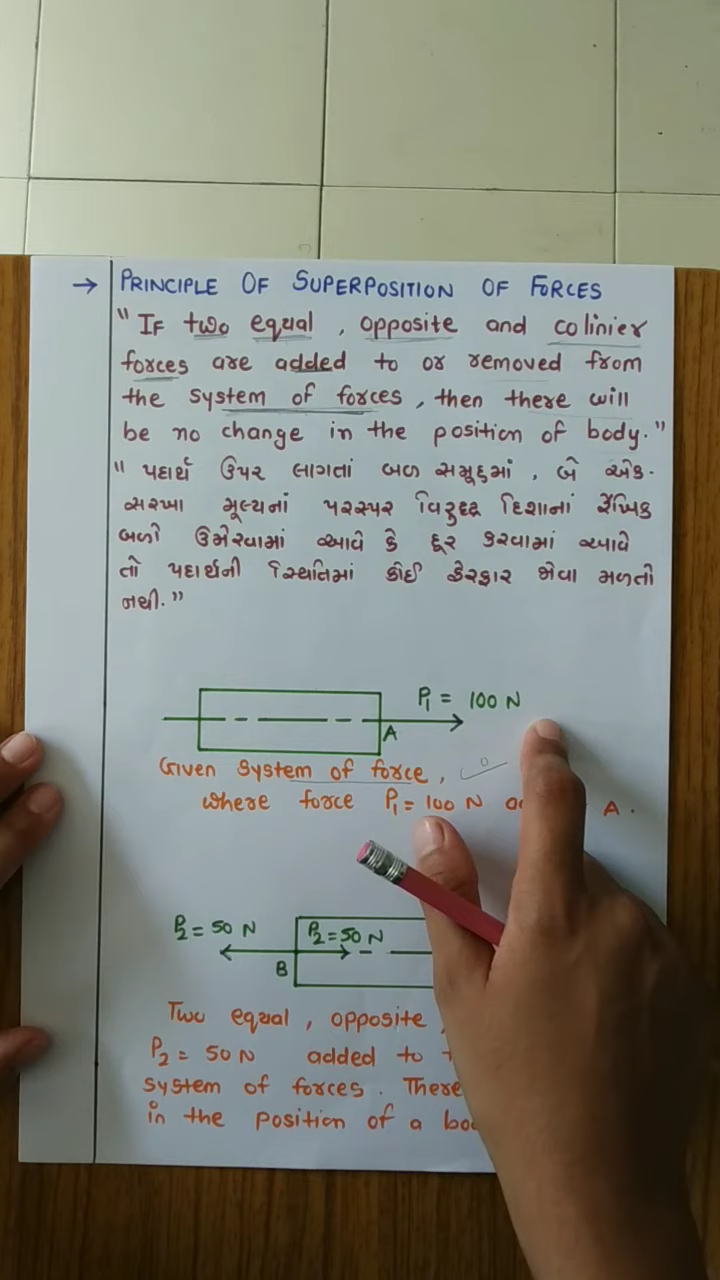 → PRINCIPLE OF SUPERPOSITION OF FORCES
"IF two equal, opposite and colinier
forces are added to or removed from
the system of forces, then there will
be no change in the position of body."
"પદાર્થ ઉપર લાગતાં બળ સમૂહમાં, બે એક-
સરખા મૂલ્યનાં પરસ્પર વિરુદ્ધ દિશાનાં રૈખિક
બળો ઉમેરવામાં આવે કે દૂર કરવામાં આવે
તો પદાર્થની સ્થિતિમાં કોઈ ફેરફાર જોવા મળતો
નથી."
P₁ = 100 N
A
Given system of force,
where force P₁ = 100 N A.
P₂ = 50 N P₂ = 50 N
B
Two equal, opposite,
P₂ = 50 N added to
system of forces. There
in the position of a